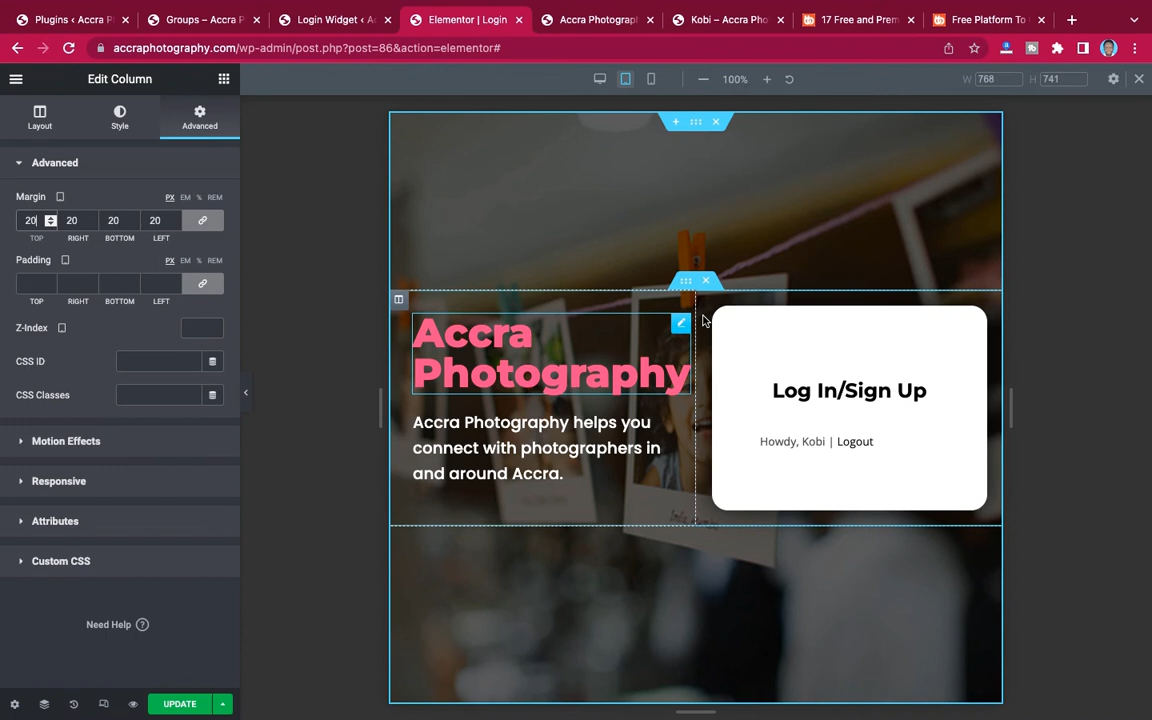 Plugins ‹ Accra P
Groups – Accra P
Login Widget ‹ Ac
Elementor | Login
Accra Photograph
Kobi – Accra Pho
17 Free and Prem
Free Platform To
accraphotography.com/wp-admin/post.php?post=86&action=elementor#
Edit Column
100%
W 768 H 741
Layout Style Advanced
Advanced
Margin PX EM % REM
20 20 20 20
TOP RIGHT BOTTOM LEFT
Padding PX EM % REM
TOP RIGHT BOTTOM LEFT
Z-Index
CSS ID
CSS Classes
Motion Effects
Responsive
Attributes
Custom CSS
Need Help
UPDATE
Accra
Photography
Accra Photography helps you
connect with photographers in
and around Accra.
Log In/Sign Up
Howdy, Kobi | Logout